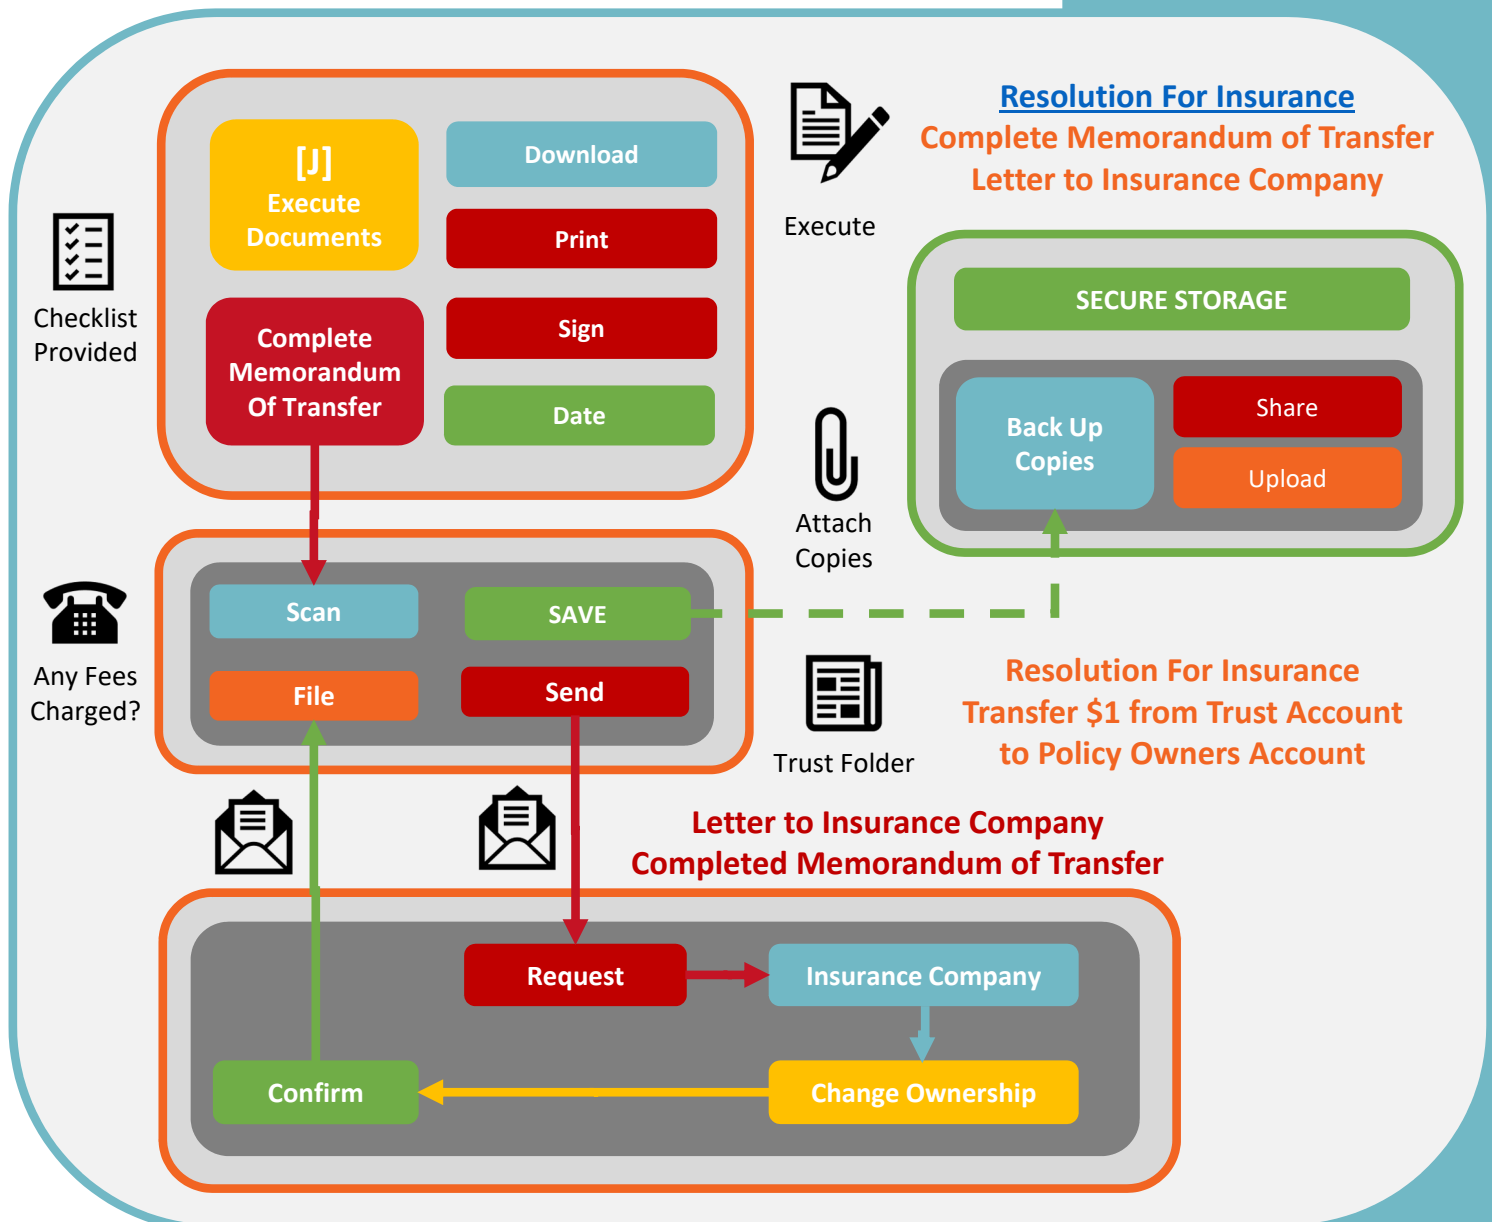 [J]
Execute
Documents
Download
Print
Sign
Date
Complete
Memorandum
Of Transfer
Checklist
Provided
Execute
Resolution For Insurance
Complete Memorandum of Transfer
Letter to Insurance Company
SECURE STORAGE
Back Up
Copies
Share
Upload
Attach
Copies
Scan
SAVE
File
Send
Any Fees
Charged?
Trust Folder
Resolution For Insurance
Transfer $1 from Trust Account
to Policy Owners Account
Letter to Insurance Company
Completed Memorandum of Transfer
Request
Insurance Company
Confirm
Change Ownership